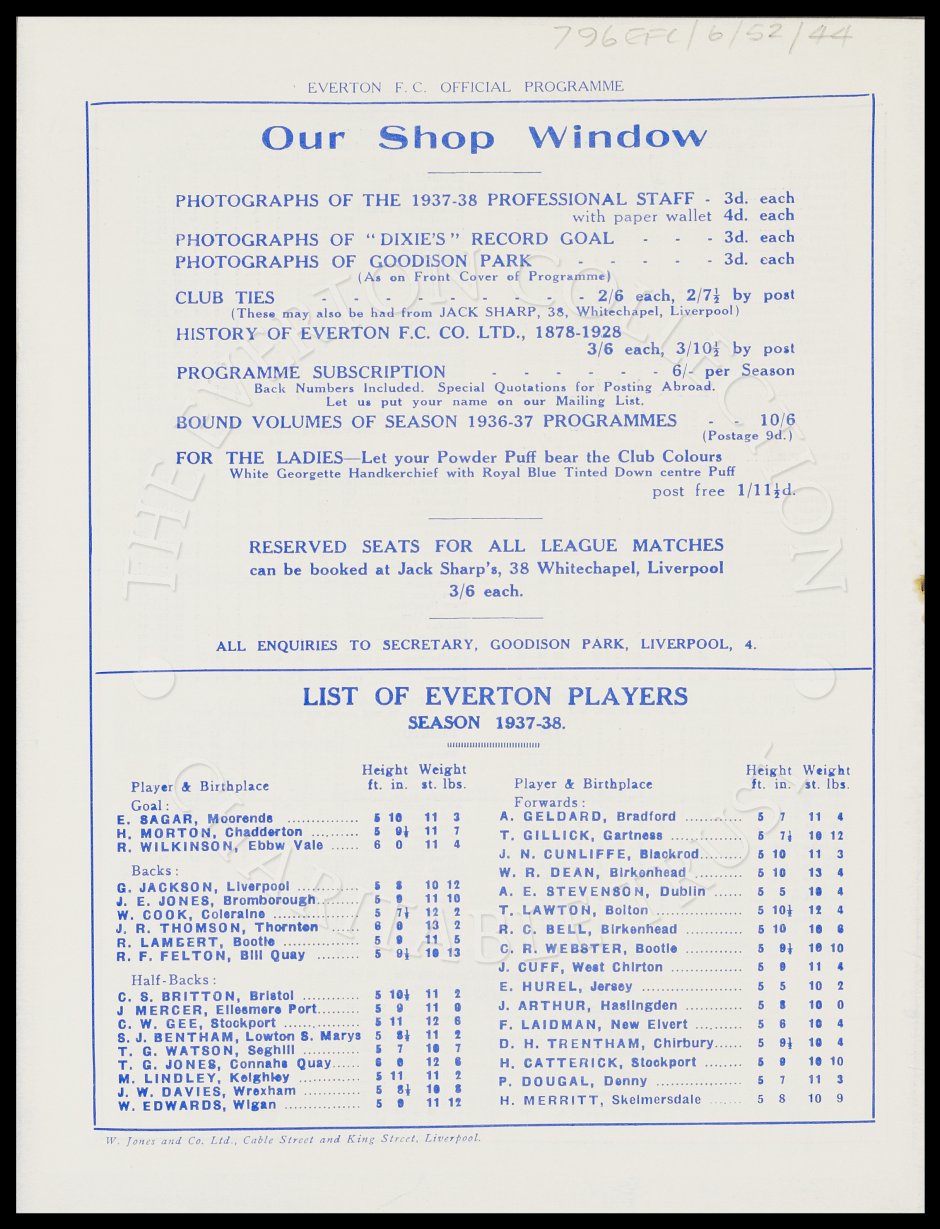 796EFC/6/52/44
EVERTON F. C. OFFICIAL PROGRAMME
Our Shop Window
PHOTOGRAPHS OF THE 1937-38 PROFESSIONAL STAFF - 3d. each
with paper wallet 4d. each
PHOTOGRAPHS OF "DIXIE'S" RECORD GOAL - - - 3d. each
PHOTOGRAPHS OF GOODISON PARK - - - - - 3d. each
(As on Front Cover of Programme)
CLUB TIES - - - - - - - - - 2/6 each, 2/7½ by post
(These may also be had from JACK SHARP, 38, Whitechapel, Liverpool)
HISTORY OF EVERTON F.C. CO. LTD., 1878-1928
3/6 each, 3/10½ by post
PROGRAMME SUBSCRIPTION - - - - - - 6/- per Season
Back Numbers Included. Special Quotations for Posting Abroad.
Let us put your name on our Mailing List.
BOUND VOLUMES OF SEASON 1936-37 PROGRAMMES - - 10/6
(Postage 9d.)
FOR THE LADIES—Let your Powder Puff bear the Club Colours
White Georgette Handkerchief with Royal Blue Tinted Down centre Puff
post free 1/11½d.
RESERVED SEATS FOR ALL LEAGUE MATCHES
can be booked at Jack Sharp's, 38 Whitechapel, Liverpool
3/6 each.
ALL ENQUIRIES TO SECRETARY, GOODISON PARK, LIVERPOOL, 4.
THE EVERTON COLLECTION
CHARITABLE TRUST
LIST OF EVERTON PLAYERS
SEASON 1937-38.
Height Weight
Player & Birthplace ft. in. st. lbs.
Goal:
E. SAGAR, Moorends ............... 5 10 11 3
H. MORTON, Chadderton .......... 5 9½ 11 7
R. WILKINSON, Ebbw Vale ...... 6 0 11 4
Backs:
G. JACKSON, Liverpool ............. 5 8 10 12
J. E. JONES, Bromborough......... 5 9 11 10
W. COOK, Coleraine ................. 5 7½ 12 2
J. R. THOMSON, Thornton ........ 6 0 13 2
R. LAMBERT, Bootle ................ 5 9 11 5
R. F. FELTON, Bill Quay ......... 5 9½ 10 13
Half-Backs:
C. S. BRITTON, Bristol ............ 5 10½ 11 2
J MERCER, Ellesmere Port......... 5 9 11 0
C. W. GEE, Stockport ............... 5 11 12 6
S. J. BENTHAM, Lowton S. Marys 5 8½ 11 2
T. G. WATSON, Seghill ............ 5 7 10 7
T. G. JONES, Connahs Quay...... 6 0 12 6
M. LINDLEY, Keighley ............. 5 11 11 2
J. W. DAVIES, Wrexham ............ 5 8½ 10 8
W. EDWARDS, Wigan ................ 5 9 11 12
Height Weight
Player & Birthplace ft. in. st. lbs.
Forwards:
A. GELDARD, Bradford ............ 5 7 11 4
T. GILLICK, Gartness ............... 5 7½ 10 12
J. N. CUNLIFFE, Blackrod......... 5 10 11 3
W. R. DEAN, Birkenhead .......... 5 10 13 4
A. E. STEVENSON, Dublin ...... 5 5 10 4
T. LAWTON, Bolton .................. 5 10½ 12 4
R. C. BELL, Birkenhead ............ 5 10 10 6
C. R. WEBSTER, Bootle ............ 5 9½ 10 10
J. CUFF, West Chirton .............. 5 9 11 4
E. HUREL, Jersey ..................... 5 5 10 2
J. ARTHUR, Haslingden ............ 5 8 10 0
F. LAIDMAN, New Elvert .......... 5 6 10 4
D. H. TRENTHAM, Chirbury...... 5 9½ 10 4
H. CATTERICK, Stockport ........ 5 9 10 10
P. DOUGAL, Denny .................. 5 7 11 3
H. MERRITT, Skelmersdale ...... 5 8 10 9
W. Jones and Co. Ltd., Cable Street and King Street, Liverpool.